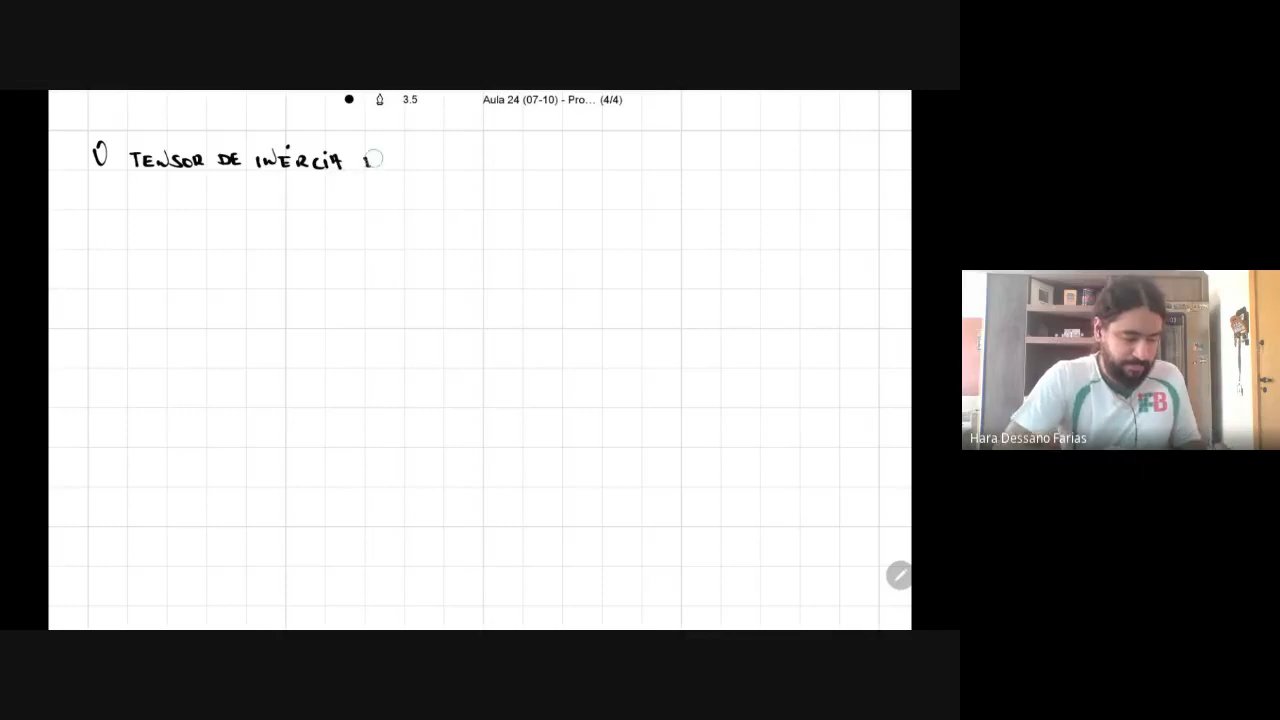 3.5 Aula 24 (07-10) - Pro... (4/4)
TENSOR DE INÉRCIA
Hara Dessano Farias